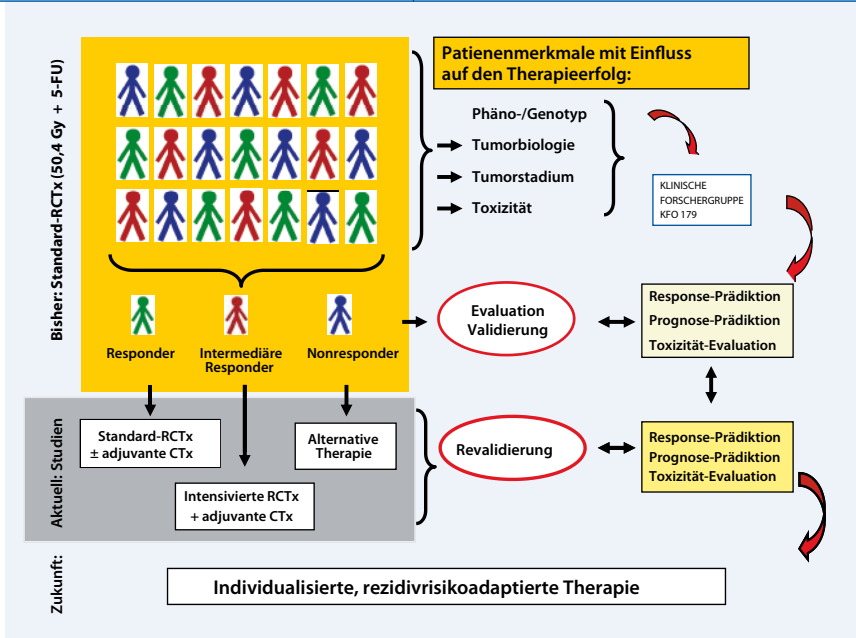 Bisher: Standard-RCTx (50,4 Gy + 5-FU)
Patienenmerkmale mit Einfluss
auf den Therapieerfolg:
Phäno-/Genotyp
Tumorbiologie
Tumorstadium
Toxizität
KLINISCHE
FORSCHERGRUPPE
KFO 179
Responder
Intermediäre
Responder
Nonresponder
Evaluation
Validierung
Response-Prädiktion
Prognose-Prädiktion
Toxizität-Evaluation
Aktuell: Studien
Standard-RCTx
± adjuvante CTx
Intensivierte RCTx
+ adjuvante CTx
Alternative
Therapie
Revalidierung
Response-Prädiktion
Prognose-Prädiktion
Toxizität-Evaluation
Zukunft:
Individualisierte, rezidivrisikoadaptierte Therapie